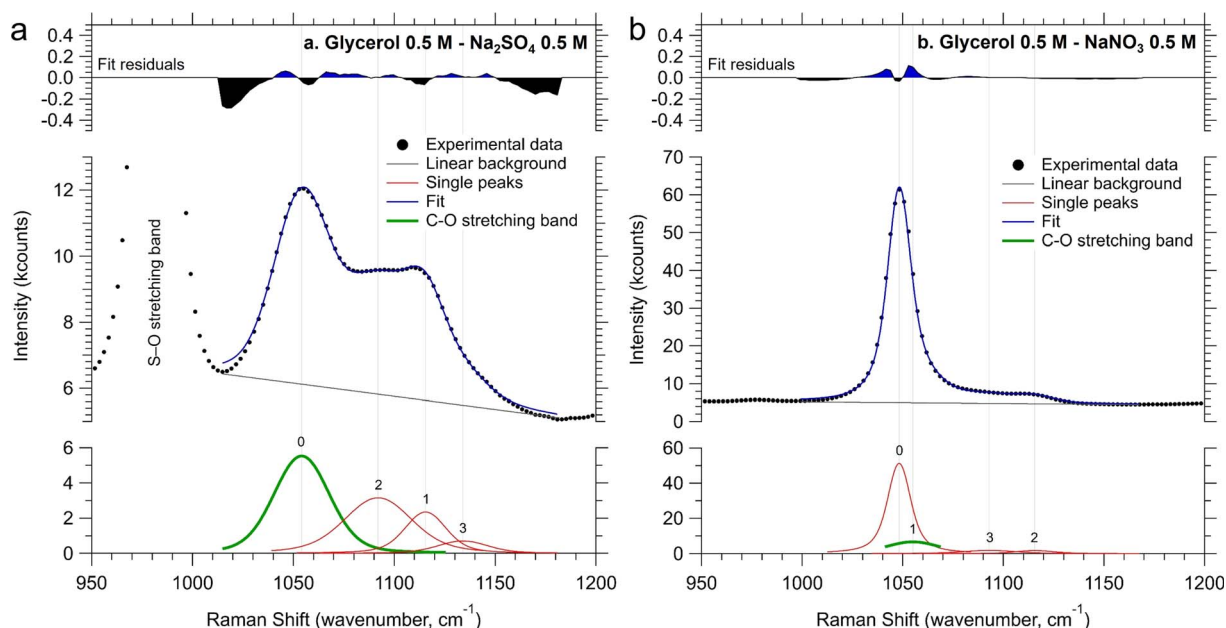 a
a. Glycerol 0.5 M - Na2SO4 0.5 M
Fit residuals
0.4
0.2
0.0
-0.2
-0.4
Experimental data
Linear background
Single peaks
Fit
C-O stretching band
S–O stretching band
Intensity (kcounts)
12
10
8
6
6
4
2
0
0
2
1
3
950
1000
1050
1100
1150
1200
Raman Shift (wavenumber, cm-1)
b
b. Glycerol 0.5 M - NaNO3 0.5 M
Fit residuals
0.4
0.2
0.0
-0.2
-0.4
Experimental data
Linear background
Single peaks
Fit
C-O stretching band
Intensity (kcounts)
70
60
50
40
30
20
10
0
60
40
20
0
0
1
3
2
950
1000
1050
1100
1150
1200
Raman Shift (wavenumber, cm-1)